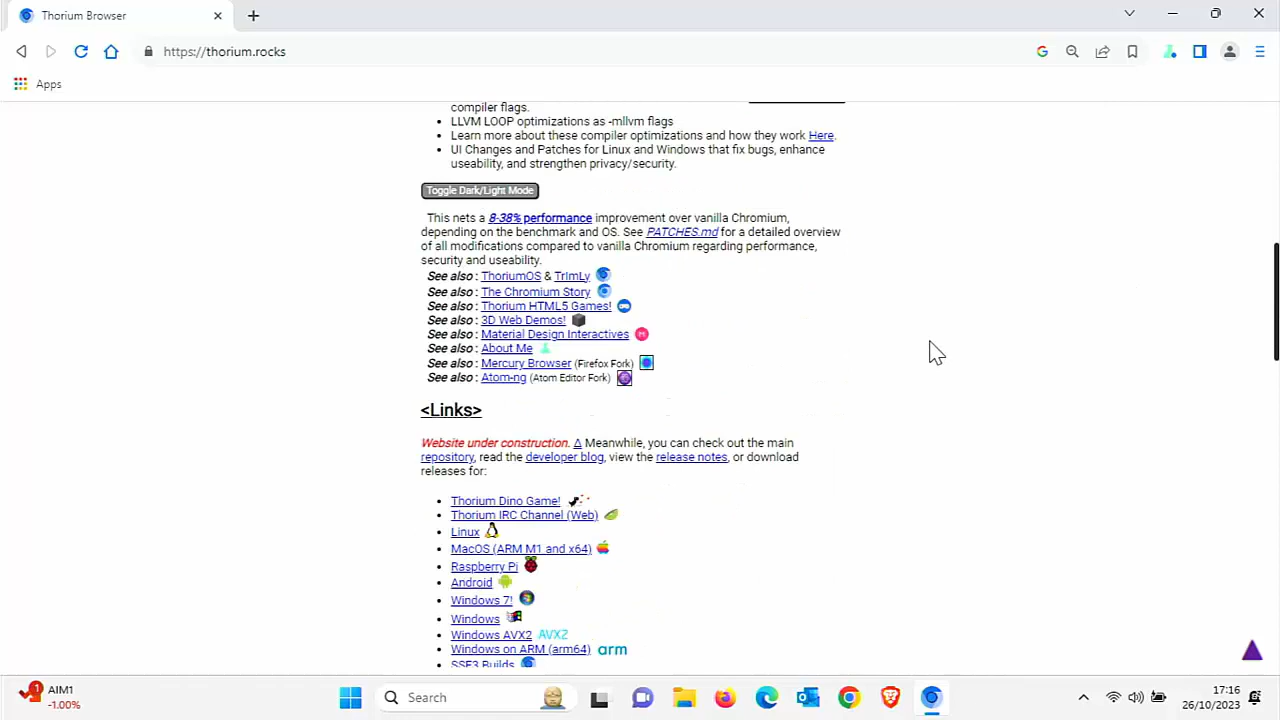 Thorium Browser
https://thorium.rocks
Apps
compiler flags.
LLVM LOOP optimizations as -mllvm flags
Learn more about these compiler optimizations and how they work Here.
UI Changes and Patches for Linux and Windows that fix bugs, enhance
useability, and strengthen privacy/security.
Toggle Dark/Light Mode
This nets a 8-38% performance improvement over vanilla Chromium,
depending on the benchmark and OS. See PATCHES.md for a detailed overview
of all modifications compared to vanilla Chromium regarding performance,
security and useability.
See also : ThoriumOS & TrImLy
See also : The Chromium Story
See also : Thorium HTML5 Games!
See also : 3D Web Demos!
See also : Material Design Interactives
See also : About Me
See also : Mercury Browser (Firefox Fork)
See also : Atom-ng (Atom Editor Fork)
<Links>
Website under construction. Δ Meanwhile, you can check out the main
repository, read the developer blog, view the release notes, or download
releases for:
Thorium Dino Game!
Thorium IRC Channel (Web)
Linux
MacOS (ARM M1 and x64)
Raspberry Pi
Android
Windows 7!
Windows
Windows AVX2 AVX2
Windows on ARM (arm64) arm
SSE3 Builds
AIM1
-1.00%
1
Search
17:16
26/10/2023